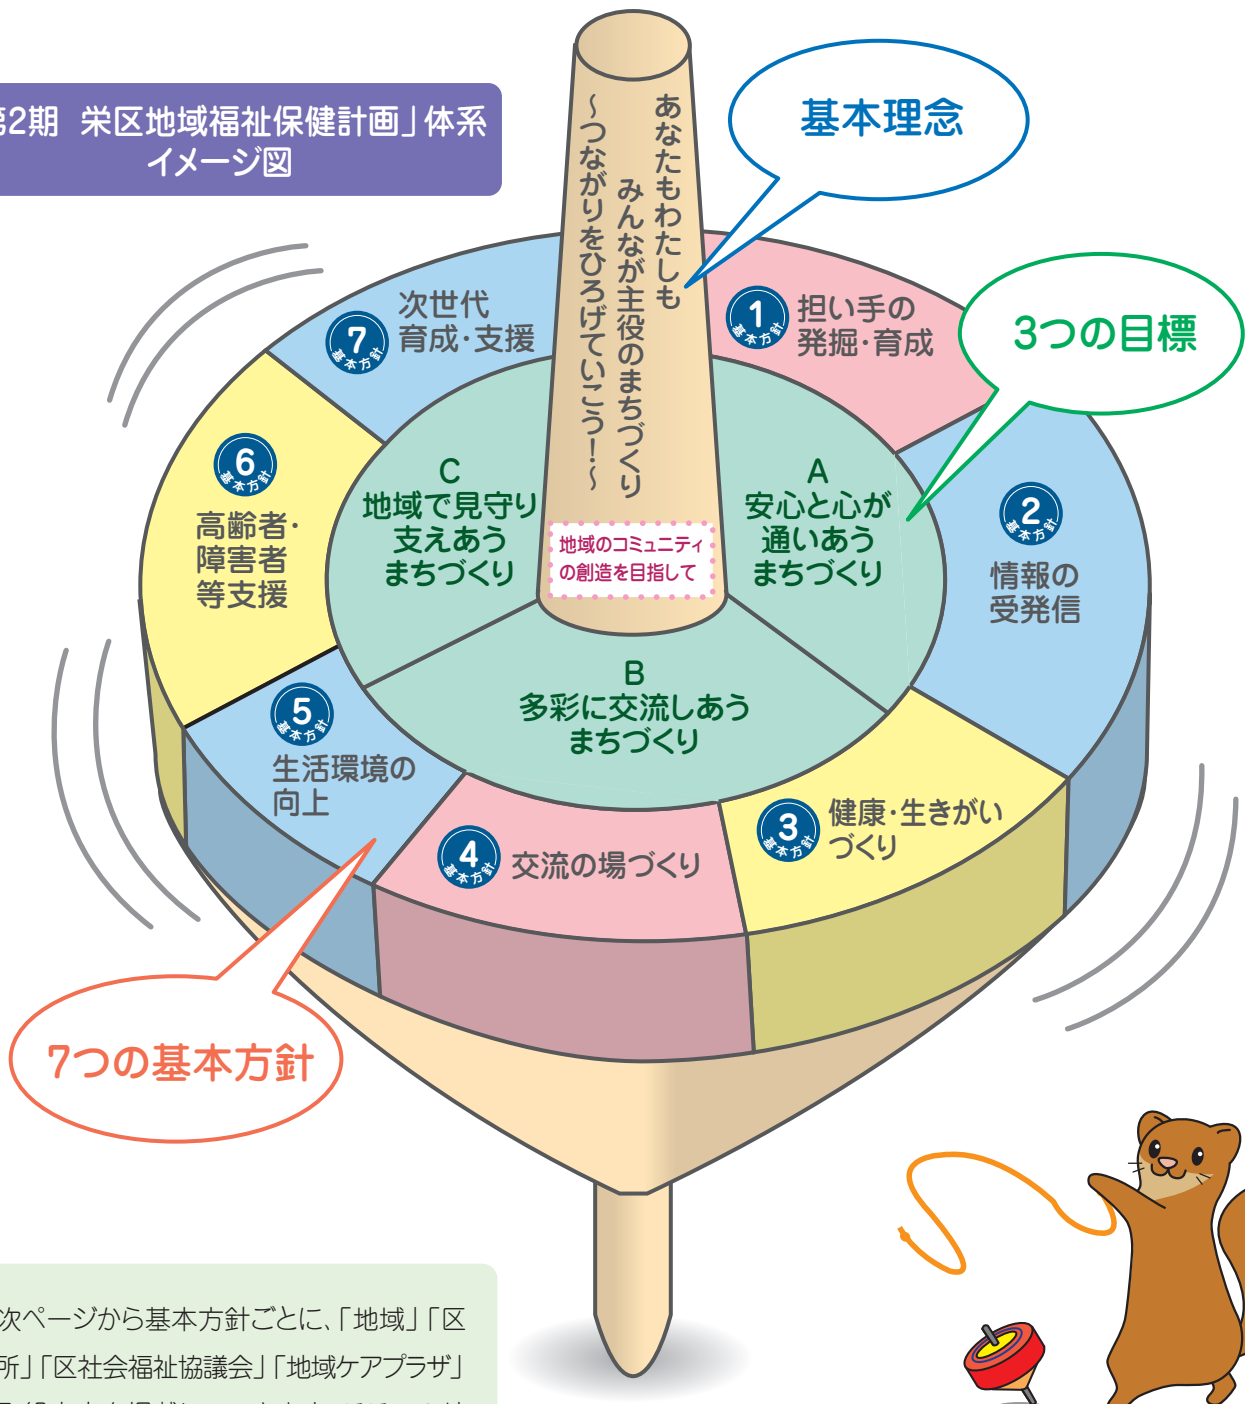 期 栄区地域福祉保健計画」体系
イメージ図
基本理念
あなたもわたしも
みんなが主役のまちづくり
～つながりをひろげていこう！～
地域のコミュニティ
の創造を目指して
3つの目標
A
安心と心が
通いあう
まちづくり
B
多彩に交流しあう
まちづくり
C
地域で見守り
支えあう
まちづくり
1
基本方針
担い手の
発掘・育成
2
基本方針
情報の
受発信
3
基本方針
健康・生きがい
づくり
4
基本方針
交流の場づくり
5
基本方針
生活環境の
向上
6
基本方針
高齢者・
障害者
等支援
7
基本方針
次世代
育成・支援
7つの基本方針
次ページから基本方針ごとに、「地域」「区
所」「区社会福祉協議会」「地域ケアプラザ」